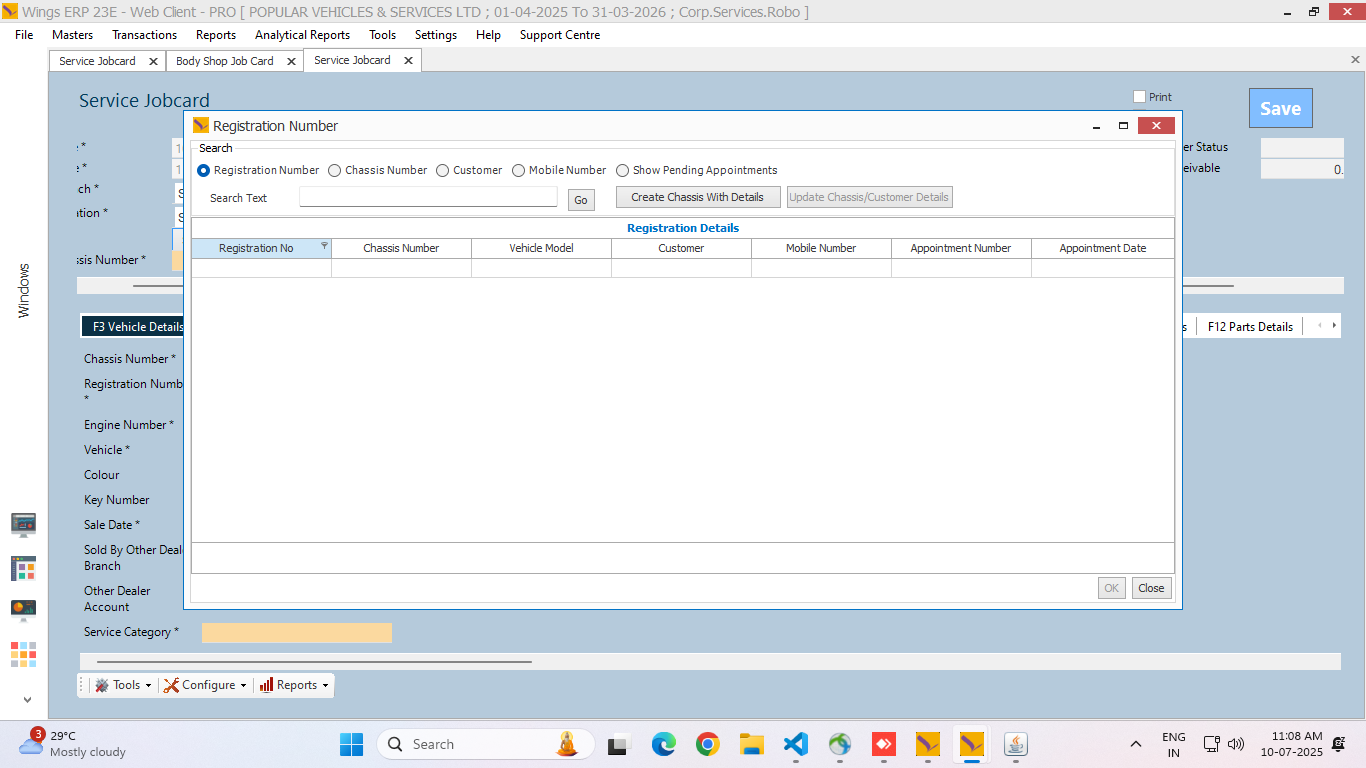 Wings ERP 23E - Web Client - PRO [ POPULAR VEHICLES & SERVICES LTD ; 01-04-2025 To 31-03-2026 ; Corp.Services.Robo ]
File Masters Transactions Reports Analytical Reports Tools Settings Help Support Centre
Service Jobcard Body Shop Job Card Service Jobcard
Service Jobcard
Print
Save
Registration Number
Search
er Status
Registration Number Chassis Number Customer Mobile Number Show Pending Appointments
eivable 0.
ch *
Search Text Go Create Chassis With Details Update Chassis/Customer Details
ation *
Registration Details
Registration No Chassis Number Vehicle Model Customer Mobile Number Appointment Number Appointment Date
ssis Number *
Windows
F3 Vehicle Details s F12 Parts Details
Chassis Number *
Registration Numb
*
Engine Number *
Vehicle *
Colour
Key Number
Sale Date *
Sold By Other Deal
Branch
Other Dealer
Account
OK Close
Service Category *
Tools Configure Reports
3 29°C
Mostly cloudy
Search
ENG
IN
11:08 AM
10-07-2025